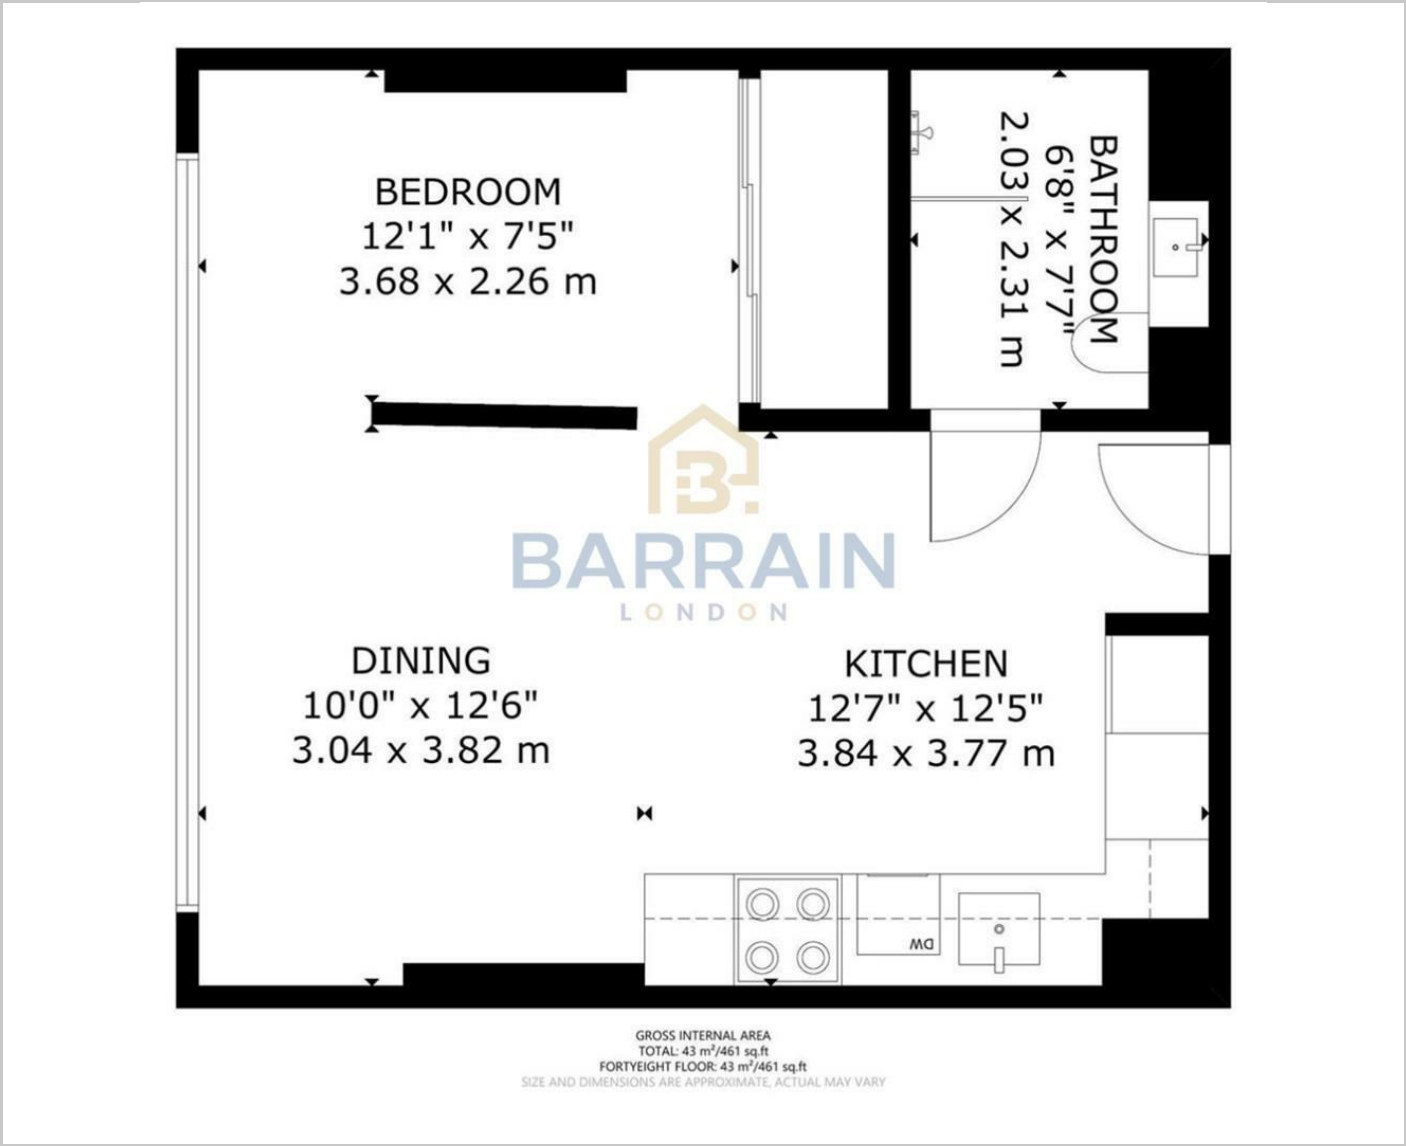 BEDROOM
12'1" x 7'5"
3.68 x 2.26 m
BATHROOM
6'8" x 7'7"
2.03 x 2.31 m
B.
BARRAIN
LONDON
DINING
10'0" x 12'6"
3.04 x 3.82 m
KITCHEN
12'7" x 12'5"
3.84 x 3.77 m
DW
GROSS INTERNAL AREA
TOTAL: 43 m²/461 sq.ft
FORTYEIGHT FLOOR: 43 m²/461 sq.ft
SIZE AND DIMENSIONS ARE APPROXIMATE, ACTUAL MAY VARY